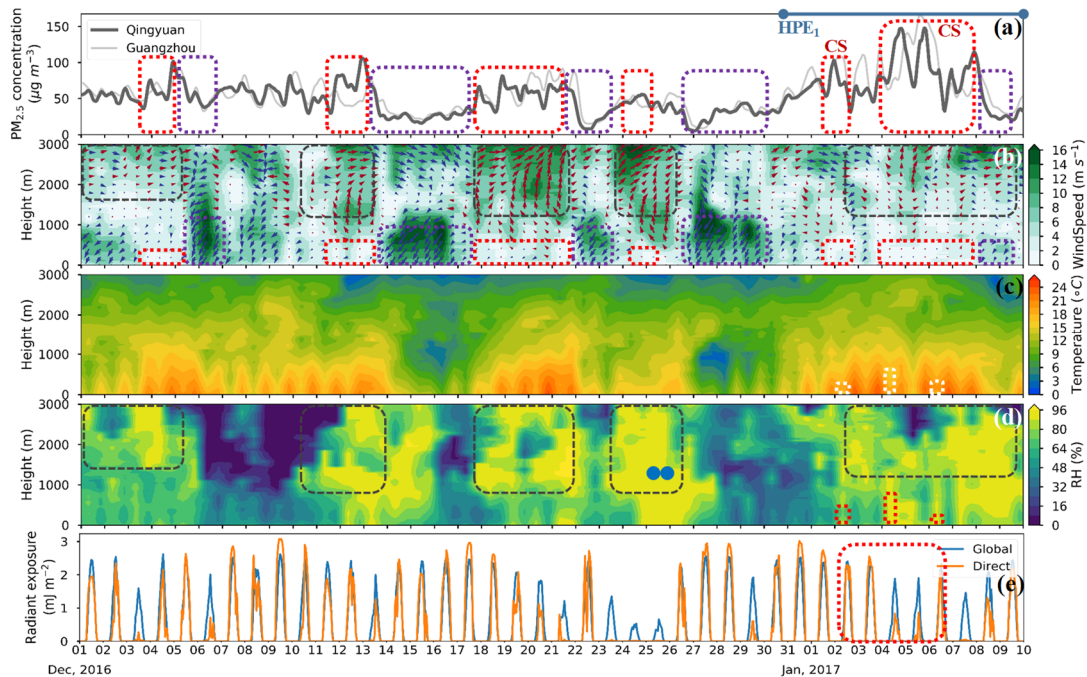 HPE1
CS
CS
(a)
Qingyuan
Guangzhou
PM2.5 concentration
(μg m⁻³)
150
100
50
0
(b)
Height (m)
3000
2000
1000
0
16
14
12
10
8
6
4
2
0
WindSpeed (m s⁻¹)
(c)
Height (m)
3000
2000
1000
0
24
21
18
15
12
9
6
3
0
Temperature (∘C)
(d)
Height (m)
3000
2000
1000
0
96
80
64
48
32
16
0
RH (%)
(e)
Global
Direct
Radiant exposure
(mJ m⁻²)
3
2
1
0
01 02 03 04 05 06 07 08 09 10 11 12 13 14 15 16 17 18 19 20 21 22 23 24 25 26 27 28 29 30 31 01 02 03 04 05 06 07 08 09 10
Dec, 2016 Jan, 2017